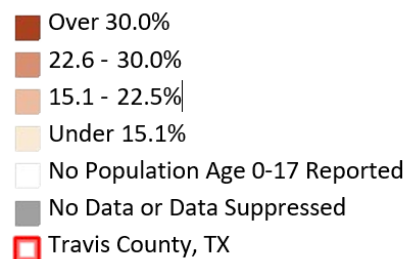 Over 30.0%
22.6 - 30.0%
15.1 - 22.5%
Under 15.1%
No Population Age 0-17 Reported
No Data or Data Suppressed
Travis County, TX